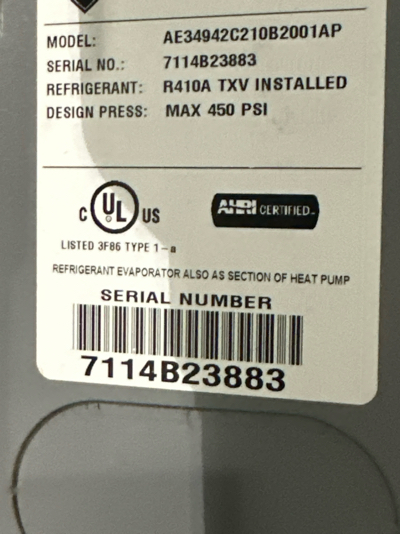 MODEL: AE34942C210B2001AP
SERIAL NO.: 7114B23883
REFRIGERANT: R410A TXV INSTALLED
DESIGN PRESS: MAX 450 PSI
C UL US
AHRI CERTIFIED™
LISTED 3F86 TYPE 1-a
REFRIGERANT EVAPORATOR ALSO AS SECTION OF HEAT PUMP
SERIAL NUMBER
7114B23883